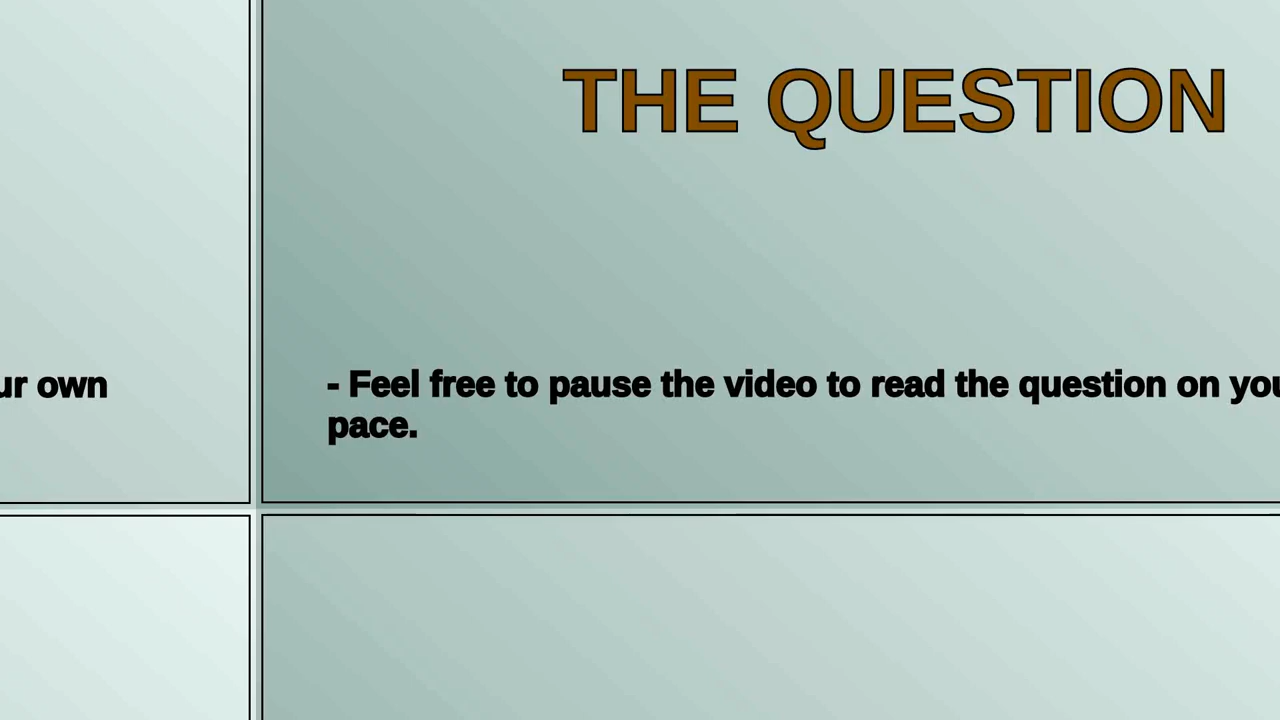 THE QUESTION
ur own
- Feel free to pause the video to read the question on you
pace.